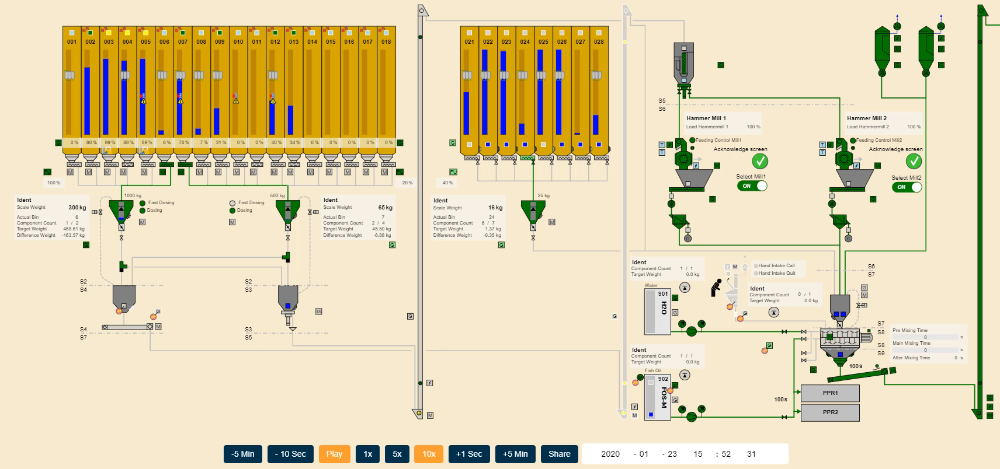 001 002 003 004 005 006 007 008 009 010 011 012 013 014 015 016 017 018
021 022 023 024 025 026 027 028
0 % 80 % 89 % 88 % 89 % 6 % 70 % 7 % 31 % 0 % 0 % 40 % 34 % 0 % 0 % 0 % 0 % 0 %
G G G
M M M M M M M M M M M M M M M M
FU FU FU
100 % 20 % 40 %
Ident
Scale Weight 300 kg
Actual Bin 6
Component Count 1 / 2
Target Weight 468.61 kg
Difference Weight -163.57 kg
G
1000 kg
Fast Dosing
Dosing
M
500 kg
Fast Dosing
Dosing
M
Ident
Scale Weight 65 kg
Actual Bin 7
Component Count 2 / 4
Target Weight 45.50 kg
Difference Weight -6.88 kg
G
Ident
Scale Weight 16 kg
Actual Bin 24
Component Count 6 / 7
Target Weight 1.37 kg
Difference Weight -0.35 kg
G
25 kg
M
S2
S4
S2
S3
G
G
G
G
M
S4
S7
S3
S5
M
G
M
G
M
G
G
S5
S6
Hammer Mill 1
Load Hammermill 1 100 %
Hammer Mill 2
Load Hammermill 2 100 %
T
T
Feeding Control Mill1
Acknowledge screen
M
Select Mill1
ON
G
C
T
T
Feeding Control Mill2
Acknowledge screen
M
Select Mill2
ON
G
C
S6
S7
Ident
Component Count 1 / 1
Target Weight 0.0 kg
Water
901
H2O
G
G
M
Hand Intake Call
Hand Intake Quit
Ident
Component Count 0 / 1
Target Weight 0.0 kg
G
G
M
S7
S8
S8
S9
Pre Mixing Time
0 s
Main Mixing Time
0 s
After Mixing Time 0 s
Ident
Component Count 1 / 1
Target Weight 0.0 kg
Fish Oil
902
FOS-M
G
G
M
G
G
100s
M
100s
PPR1
PPR2
G
M
-5 Min
- 10 Sec
Play
1x
5x
10x
+1 Sec
+5 Min
Share
2020 - 01 - 23 15 : 52 31